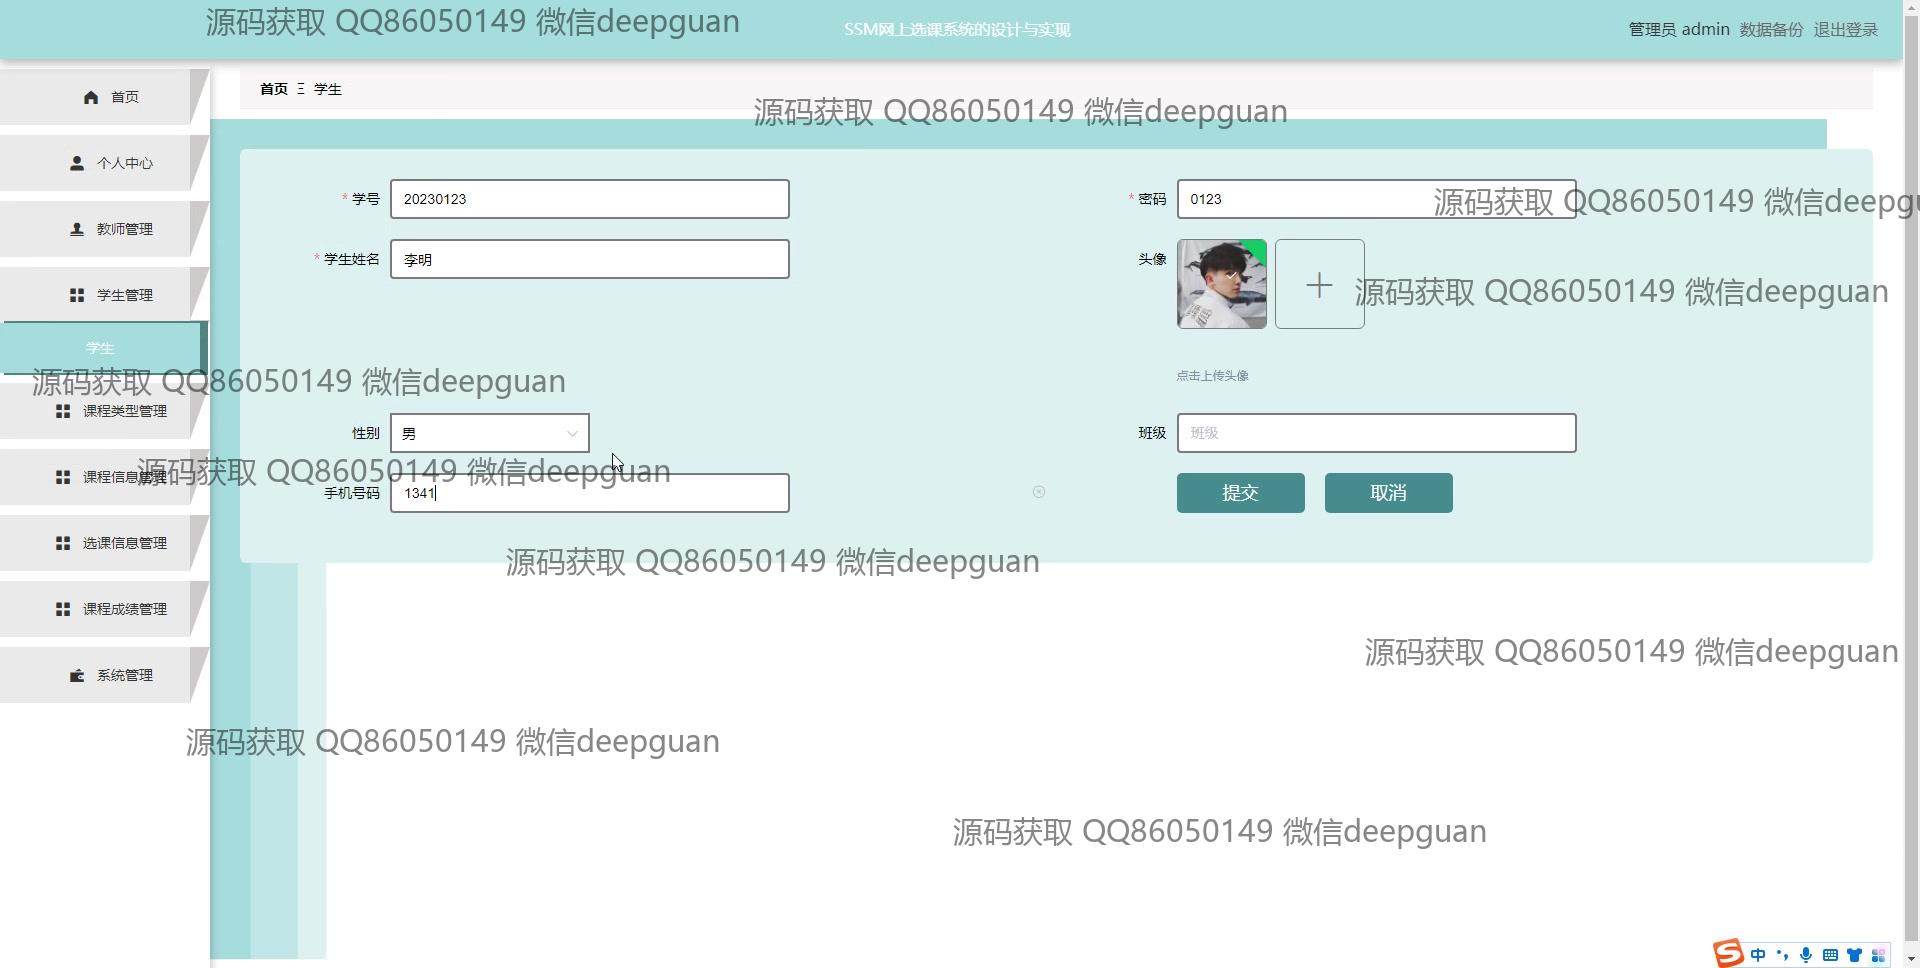 源码获取 QQ86050149 微信deepguan
SSM网上选课系统的设计与实现
管理员 admin 数据备份 退出登录
首页
首页 Ξ 学生
源码获取 QQ86050149 微信deepguan
个人中心
* 学号 20230123
* 密码 0123
源码获取 QQ86050149 微信deepgu
教师管理
* 学生姓名 李明
头像
源码获取 QQ86050149 微信deepguan
学生管理
学生
点击上传头像
源码获取 QQ86050149 微信deepguan
课程类型管理
性别 男
班级 班级
源码获取 QQ86050149 微信deepguan
课程信息管理
手机号码 1341
提交 取消
选课信息管理
源码获取 QQ86050149 微信deepguan
课程成绩管理
源码获取 QQ86050149 微信deepguan
系统管理
源码获取 QQ86050149 微信deepguan
源码获取 QQ86050149 微信deepguan
S 中